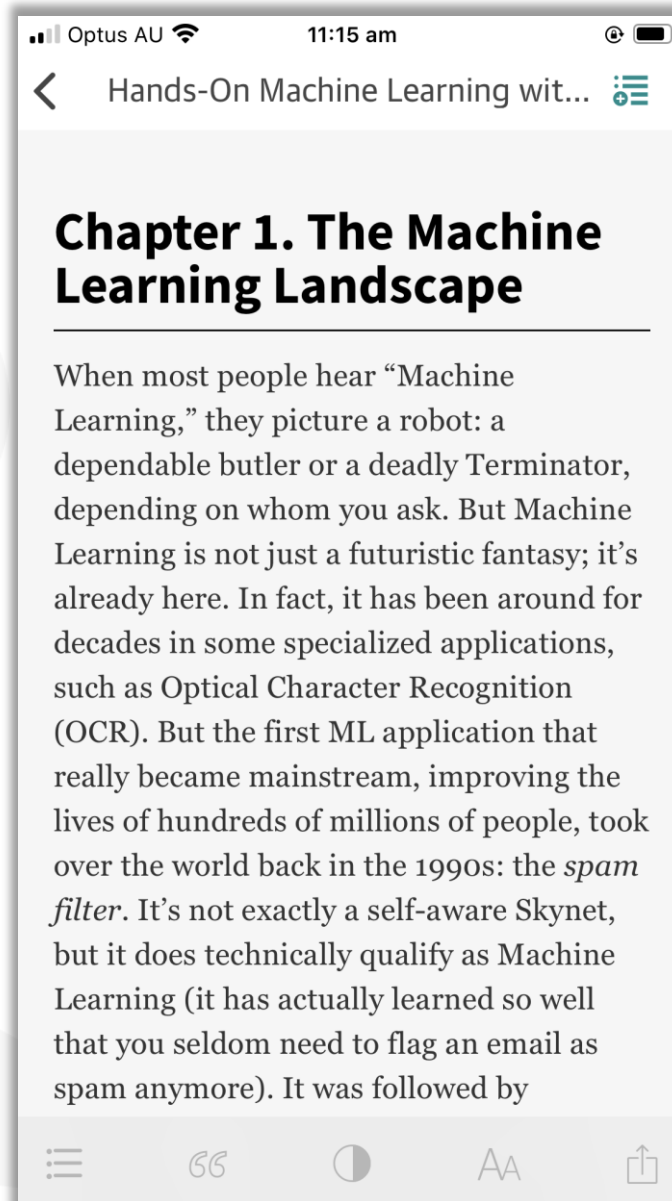 Optus AU 11:15 am
Hands-On Machine Learning wit...
Chapter 1. The Machine
Learning Landscape
When most people hear “Machine
Learning,” they picture a robot: a
dependable butler or a deadly Terminator,
depending on whom you ask. But Machine
Learning is not just a futuristic fantasy; it’s
already here. In fact, it has been around for
decades in some specialized applications,
such as Optical Character Recognition
(OCR). But the first ML application that
really became mainstream, improving the
lives of hundreds of millions of people, took
over the world back in the 1990s: the spam
filter. It’s not exactly a self-aware Skynet,
but it does technically qualify as Machine
Learning (it has actually learned so well
that you seldom need to flag an email as
spam anymore). It was followed by
AA